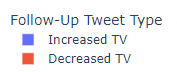 Follow-Up Tweet Type
Increased TV
Decreased TV